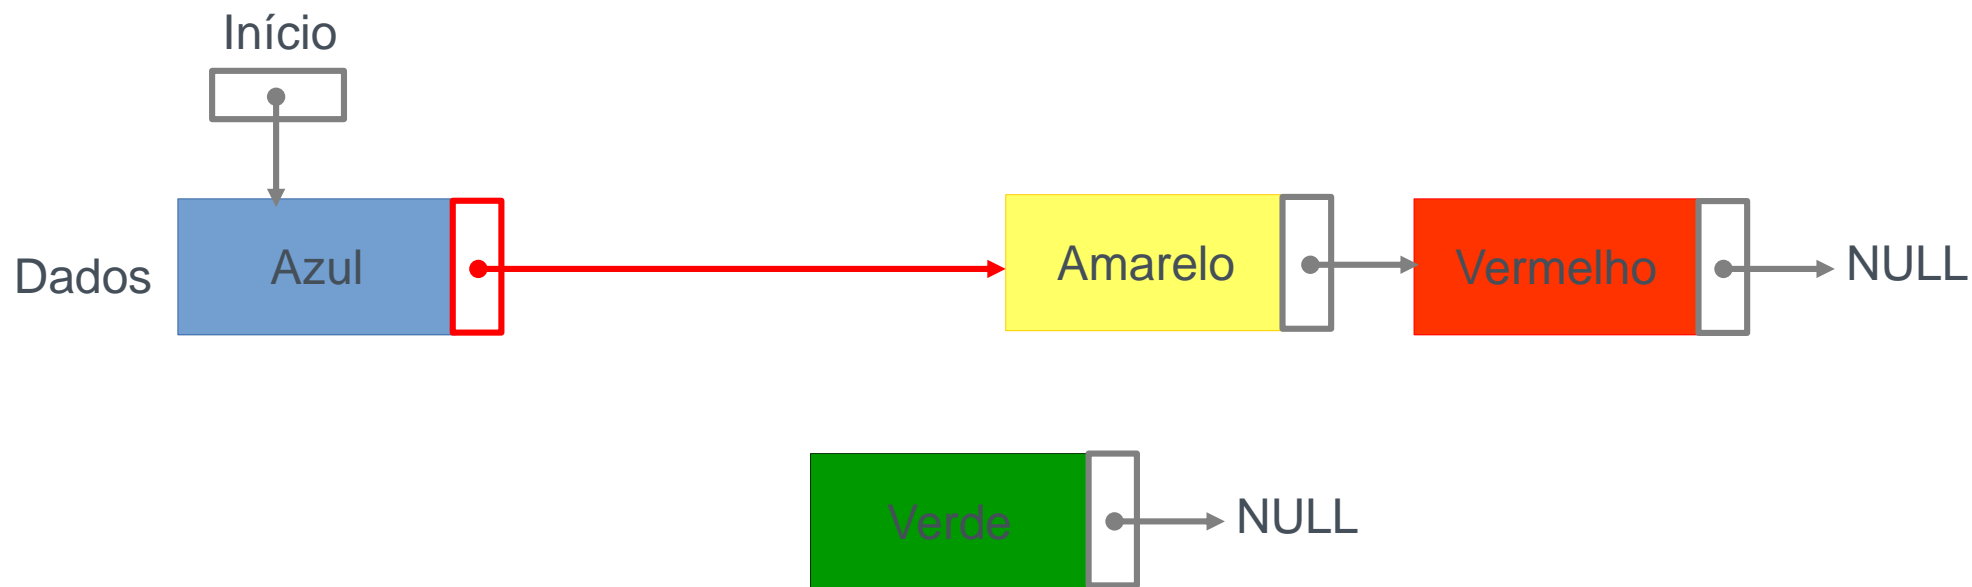 Início
Dados
Azul
Amarelo
Vermelho
NULL
Verde
NULL